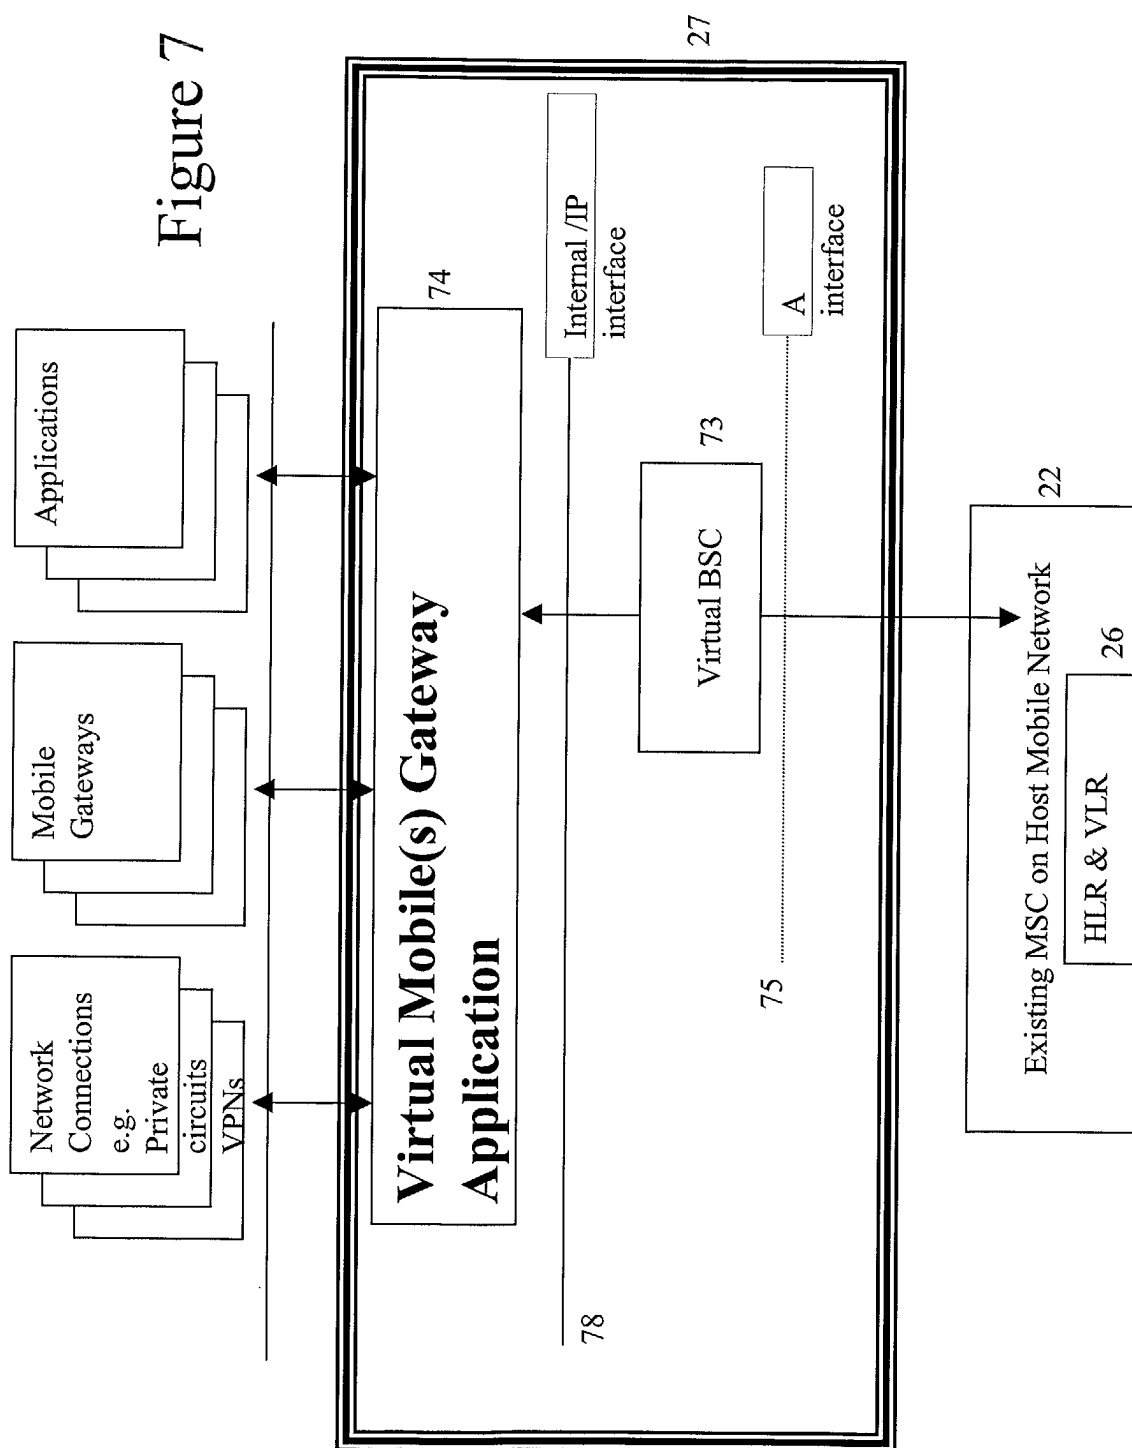 Figure 7
Network
Connections
e.g.
Private
circuits
VPNs
Mobile
Gateways
Applications
27
Virtual Mobile(s) Gateway
Application
74
78
Internal /IP
interface
Virtual BSC
73
75
A
interface
Existing MSC on Host Mobile Network
22
HLR & VLR
26